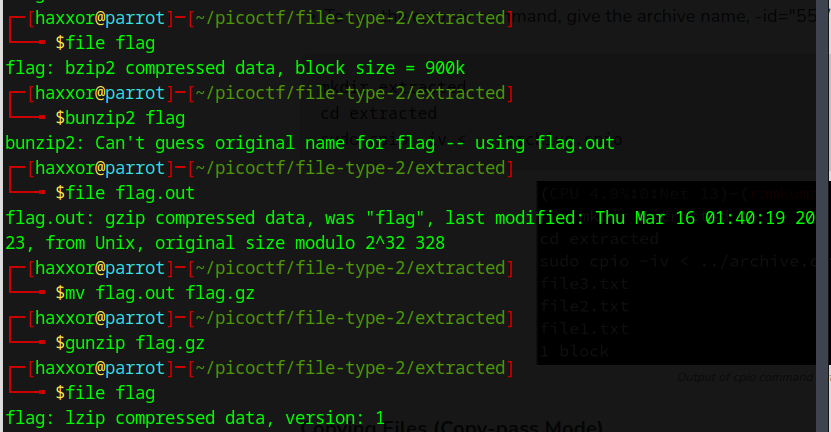 [haxxor@parrot]─[~/picoctf/file-type-2/extracted]
$file flag
flag: bzip2 compressed data, block size = 900k
[haxxor@parrot]─[~/picoctf/file-type-2/extracted]
$bunzip2 flag
bunzip2: Can't guess original name for flag -- using flag.out
[haxxor@parrot]─[~/picoctf/file-type-2/extracted]
$file flag.out
flag.out: gzip compressed data, was "flag", last modified: Thu Mar 16 01:40:19 20
23, from Unix, original size modulo 2^32 328
[haxxor@parrot]─[~/picoctf/file-type-2/extracted]
$mv flag.out flag.gz
[haxxor@parrot]─[~/picoctf/file-type-2/extracted]
$gunzip flag.gz
[haxxor@parrot]─[~/picoctf/file-type-2/extracted]
$file flag
flag: lzip compressed data, version: 1
mmand, give the archive name, -id="55
cd extracted
cd extracted
sudo cpio -iv < ../archive.
file3.txt
file2.txt
file1.txt
1 block
Output of cpio command
Copying Files (Copy-pass Mode)